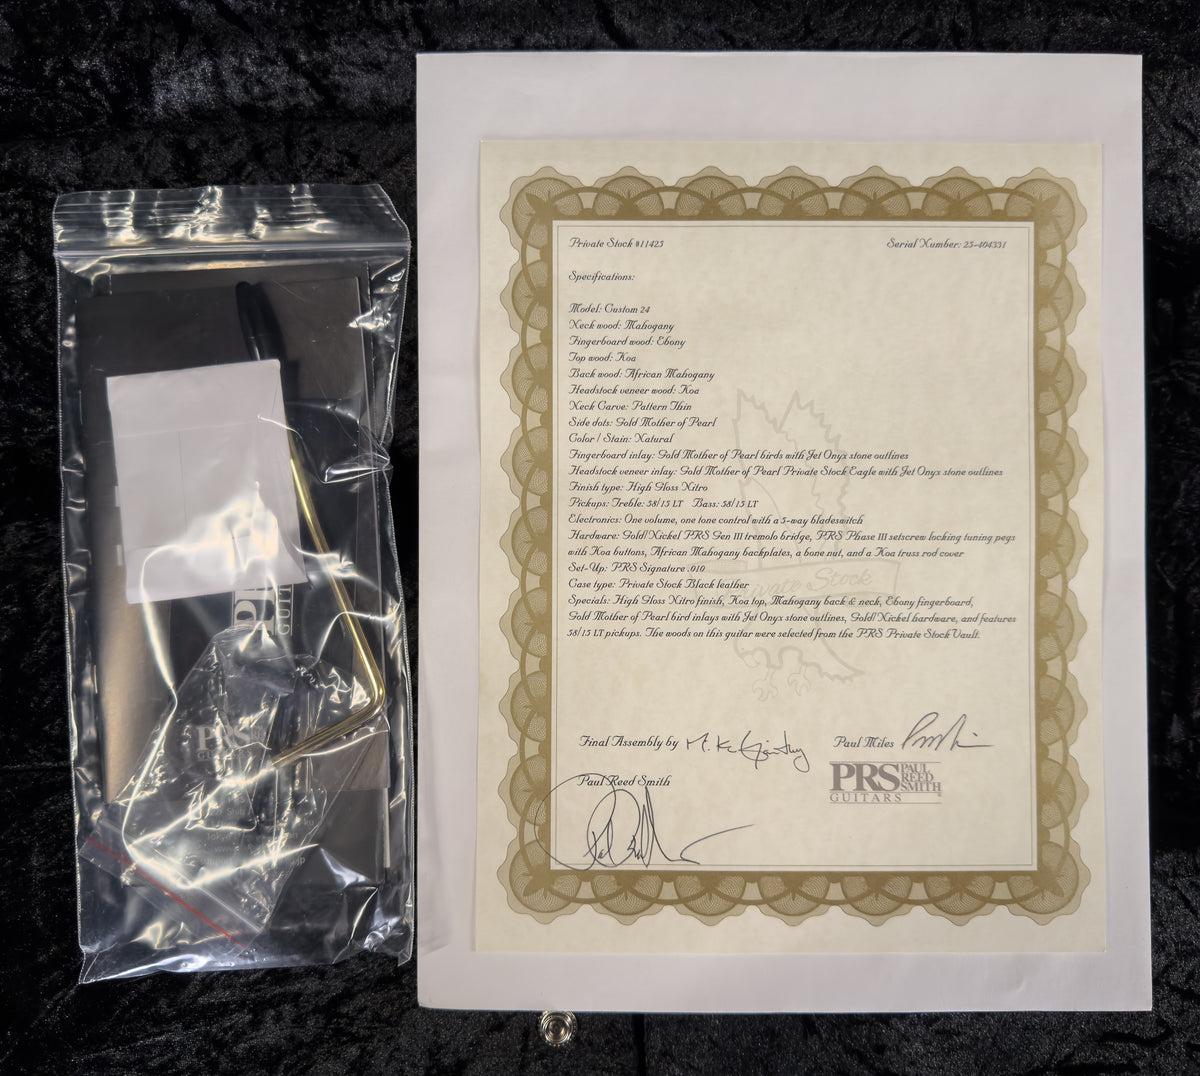 Private Stock #11425
Serial Number: 25-404331
Specifications:
Model: Custom 24
Neck wood: Mahogany
Fingerboard wood: Ebony
Top wood: Koa
Back wood: African Mahogany
Headstock veneer wood: Koa
Neck Carve: Pattern Thin
Side dots: Gold Mother of Pearl
Color / Stain: Natural
Fingerboard inlay: Gold Mother of Pearl birds with Jet Onyx stone outlines
Headstock veneer inlay: Gold Mother of Pearl Private Stock Eagle with Jet Onyx stone outlines
Finish type: High Gloss Nitro
Pickups: Treble: 58/15 LT Bass: 58/15 LT
Electronics: One volume, one tone control with a 5-way bladeswitch
Hardware: Gold/Nickel PRS Gen III tremolo bridge, PRS Phase III setscrew locking tuning pegs
with Koa buttons, African Mahogany backplates, a bone nut, and a Koa truss rod cover
Set-Up: PRS Signature .010
Case type: Private Stock Black leather
Specials: High Gloss Nitro finish, Koa top, Mahogany back & neck, Ebony fingerboard,
Gold Mother of Pearl bird inlays with Jet Onyx stone outlines, Gold/Nickel hardware, and features
58/15 LT pickups. The woods on this guitar were selected from the PRS Private Stock Vault.
Private Stock
Final Assembly by
Paul Miles
Paul Reed Smith
PRS PAUL REED SMITH
GUITARS
PRS